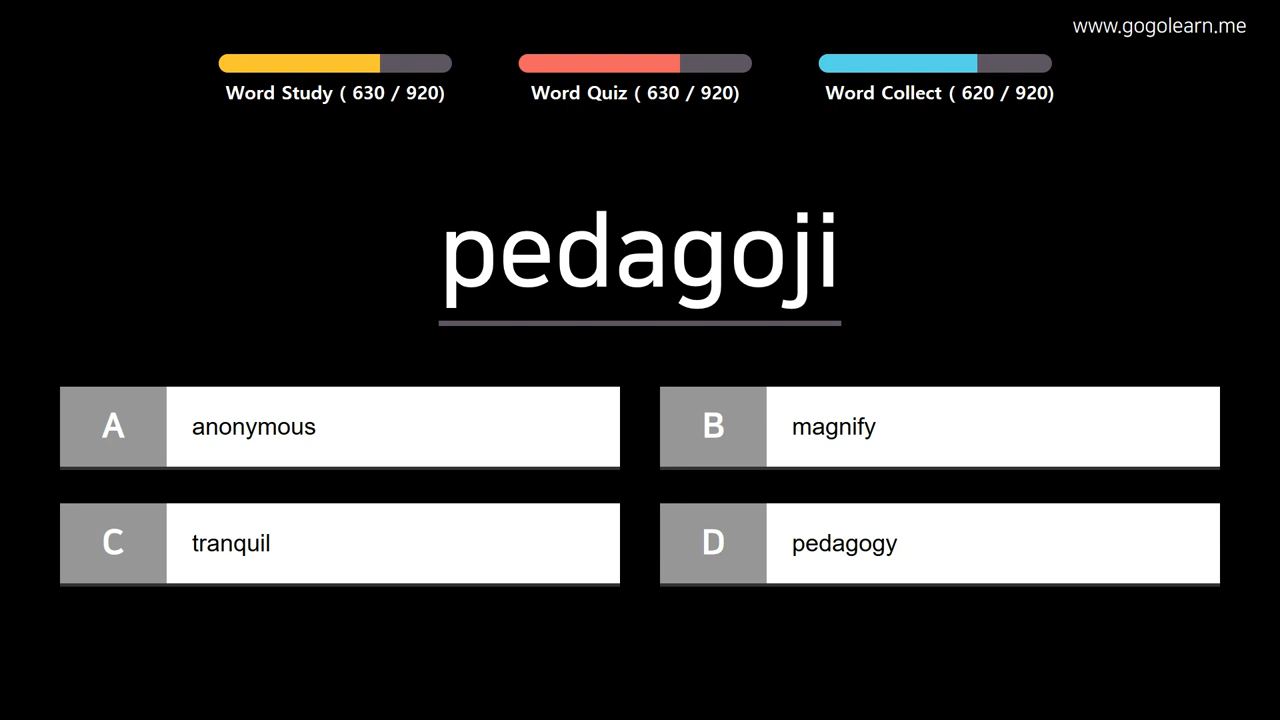 www.gogolearn.me
Word Study ( 630 / 920)
Word Quiz ( 630 / 920)
Word Collect ( 620 / 920)
pedagoji
A anonymous
B magnify
C tranquil
D pedagogy